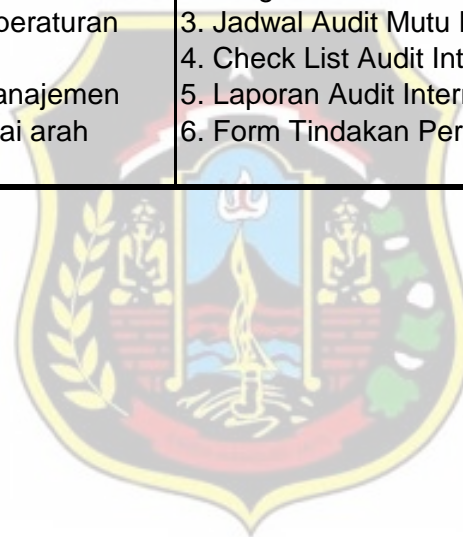 peraturan
anajemen
ai arah
3. Jadwal Audit Mutu
4. Check List Audit Int
5. Laporan Audit Inter
6. Form Tindakan Per